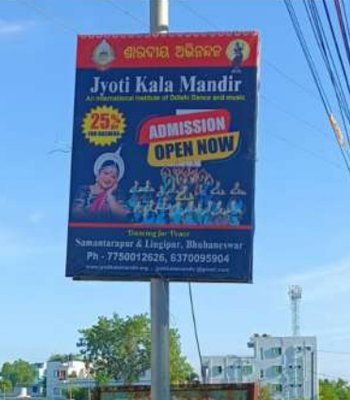 ଶାରଦୀୟ ଅଭିନନ୍ଦନ
Jyoti Kala Mandir
An International Institute of Odishi Dance and music
25%
ADMISSION
OPEN NOW
Dancing for Peace
Samantarapur & Lingipur, Bhubaneswar
Ph - 7750012626, 6370095904